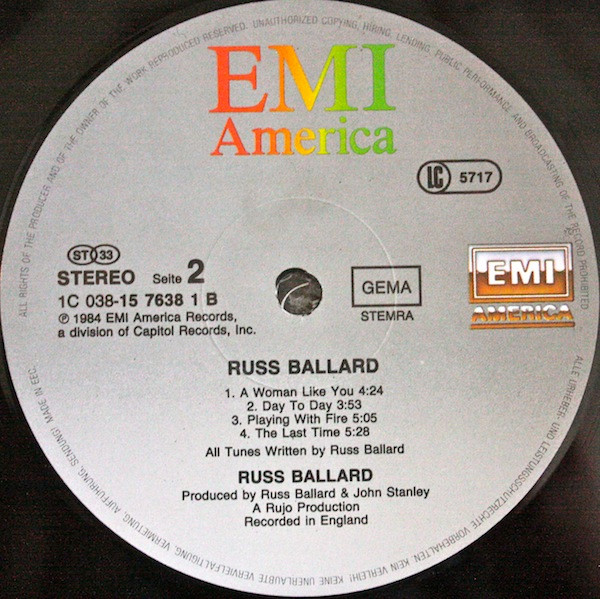 ALL RIGHTS OF THE PRODUCER AND OF THE OWNER OF THE WORK REPRODUCED RESERVED. UNAUTHORIZED COPYING, HIRING, LENDING, PUBLIC PERFORMANCE AND BROADCASTING OF THE RECORD PROHIBITED
EMI
America
LC 5717
ST 33
STEREO Seite 2
1C 038-15 7638 1 B
℗ 1984 EMI America Records,
a division of Capitol Records, Inc.
GEMA
STEMRA
EMI
AMERICA
RUSS BALLARD
1. A Woman Like You 4:24
2. Day To Day 3:53
3. Playing With Fire 5:05
4. The Last Time 5:28
All Tunes Written by Russ Ballard
RUSS BALLARD
Produced by Russ Ballard & John Stanley
A Rujo Production
Recorded in England
ALLE URHEBER- UND LEISTUNGSSCHUTZRECHTE VORBEHALTEN. KEIN VERLEIH! KEINE UNERLAUBTE VERVIELFÄLTIGUNG, VERMIETUNG, AUFFÜHRUNG, SENDUNG! MADE IN EEC.